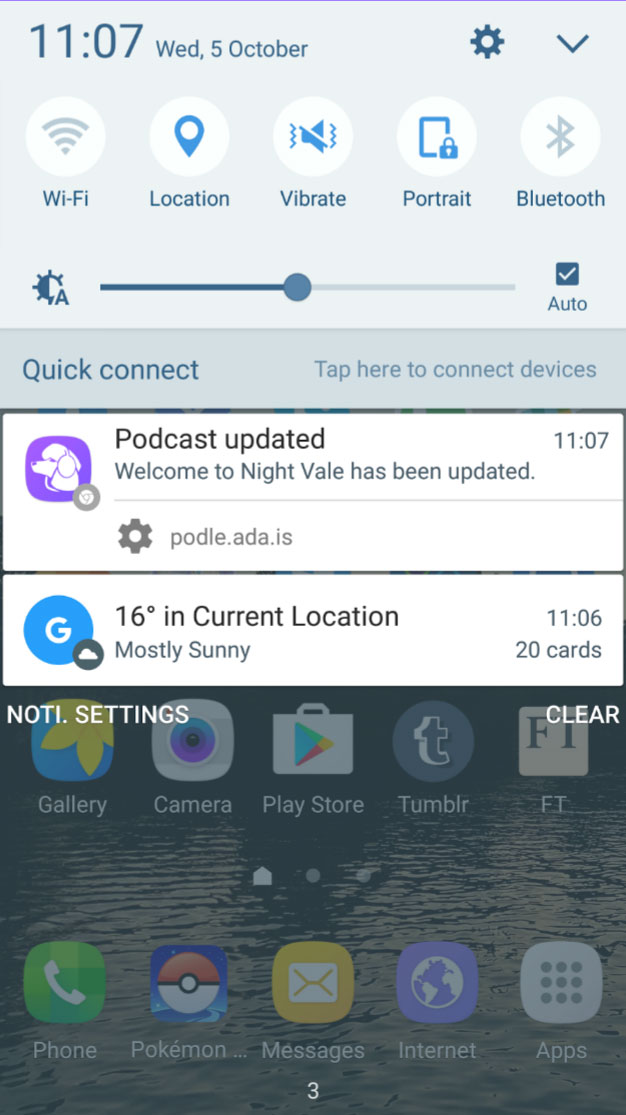 11:07 Wed, 5 October
Wi-Fi Location Vibrate Portrait Bluetooth
A
Auto
Quick connect Tap here to connect devices
Podcast updated 11:07
Welcome to Night Vale has been updated.
podle.ada.is
G
16° in Current Location 11:06
Mostly Sunny 20 cards
NOTI. SETTINGS CLEAR
t FT
Gallery Camera Play Store Tumblr FT
Phone Pokémon ... Messages Internet Apps
3